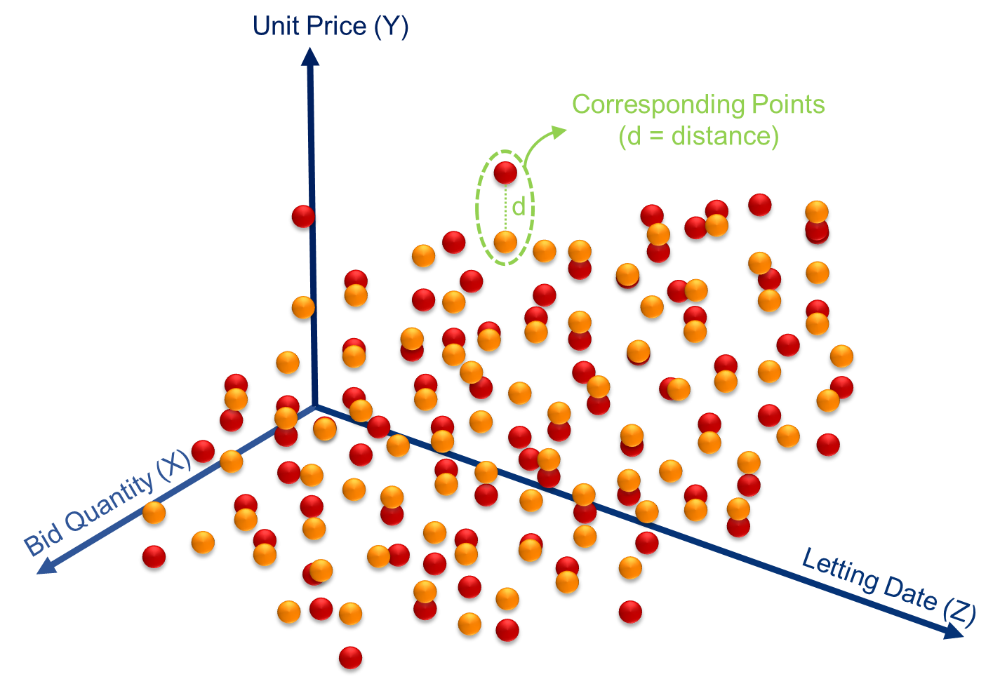 Unit Price (Y)
Corresponding Points
(d = distance)
d
Bid Quantity (X)
Letting Date (Z)